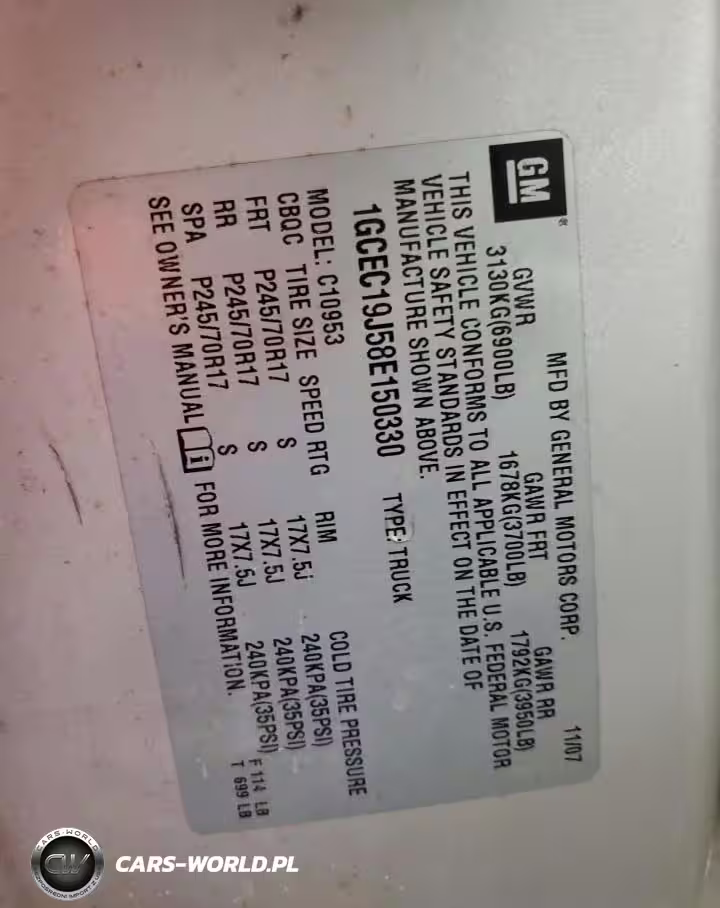 GM®
MFD BY GENERAL MOTORS CORP. 11/07
GVWR GAWR FRT GAWR RR
3130KG(6900LB) 1678KG(3700LB) 1792KG(3950LB)
THIS VEHICLE CONFORMS TO ALL APPLICABLE U.S. FEDERAL MOTOR
VEHICLE SAFETY STANDARDS IN EFFECT ON THE DATE OF
MANUFACTURE SHOWN ABOVE.
1GCEC19J58E150330 TYPE: TRUCK
MODEL: C10953
CBQC TIRE SIZE SPEED RTG RIM COLD TIRE PRESSURE
FRT P245/70R17 S 17X7.5J 240KPA(35PSI)
RR P245/70R17 S 17X7.5J 240KPA(35PSI)
SPA P245/70R17 S 17X7.5J 240KPA(35PSI)
SEE OWNER'S MANUAL FOR MORE INFORMATION.
F 114 LB
T 699 LB
CARS-WORLD
CW
CARS-WORLD.PL